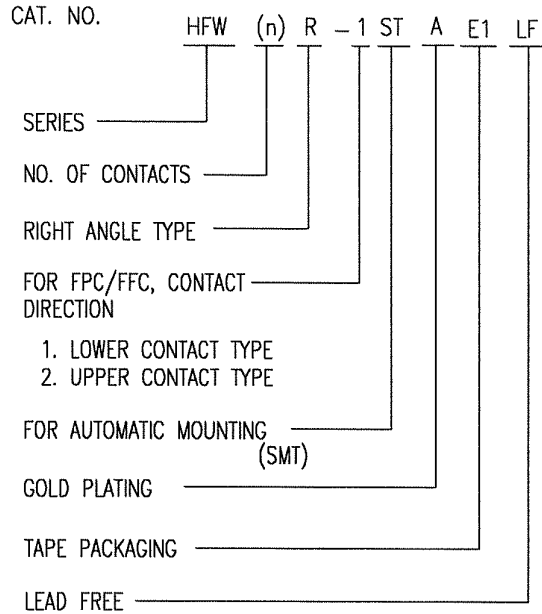 CAT. NO.
HFW (n) R - 1 ST A E1 LF
SERIES
NO. OF CONTACTS
RIGHT ANGLE TYPE
FOR FPC/FFC, CONTACT
DIRECTION
1. LOWER CONTACT TYPE
2. UPPER CONTACT TYPE
FOR AUTOMATIC MOUNTING
(SMT)
GOLD PLATING
TAPE PACKAGING
LEAD FREE